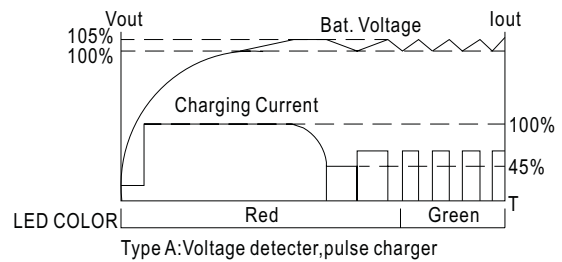 Vout
Iout
105%
Bat. Voltage
100%
Charging Current
100%
45%
T
LED COLOR
Red
Green
Type A:Voltage detecter,pulse charger